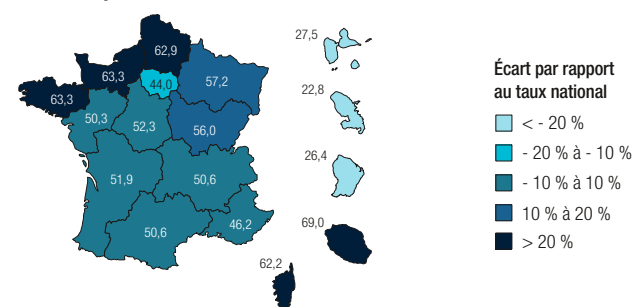 27,5
62,9
63,3
44,0
57,2
22,8
63,3
50,3
52,3
56,0
26,4
51,9
50,6
69,0
46,2
50,6
62,2
Écart par rapport
au taux national
< - 20 %
- 20 % à - 10 %
- 10 % à 10 %
10 % à 20 %
> 20 %